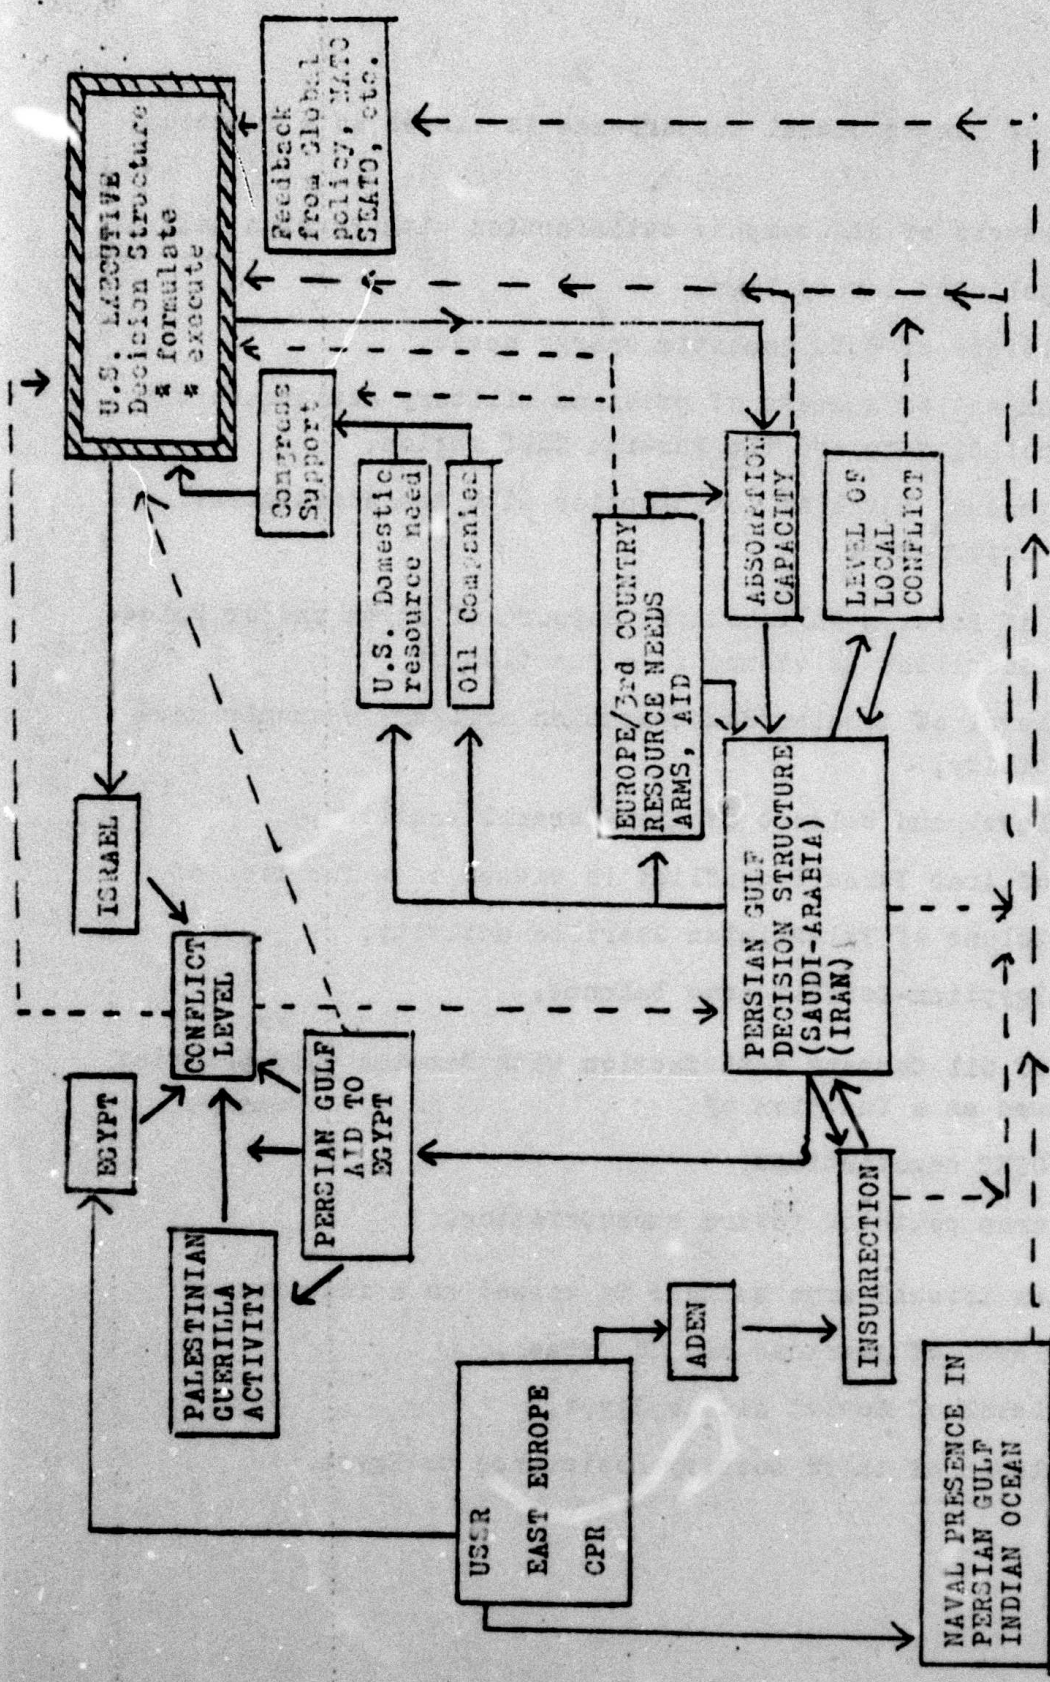 EGYPT
ISRAEL
U.S. EXECUTIVE
Decision Structure
* formulate
* execute
PALESTINIAN
GUERILLA
ACTIVITY
CONFLICT
LEVEL
PERSIAN GULF
AID TO
EGYPT
Congress
Support
Feedback
from Global
policy, NATO
SEATO, etc.
U.S. Domestic
resource need
Oil Companies
USSR
EAST EUROPE
CPR
ADEN
EUROPE/3rd COUNTRY
RESOURCE NEEDS
ARMS, AID
PERSIAN GULF
DECISION STRUCTURE
(SAUDI-ARABIA)
(IRAN)
ABSORPTION
CAPACITY
INSURRECTION
LEVEL OF
LOCAL
CONFLICT
NAVAL PRESENCE IN
PERSIAN GULF
INDIAN OCEAN